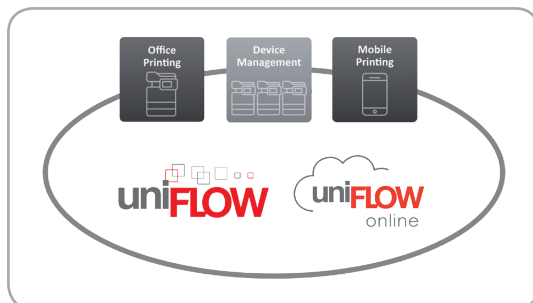 Office
Printing
Device
Management
Mobile
Printing
uniFLOW
uniFLOW
online